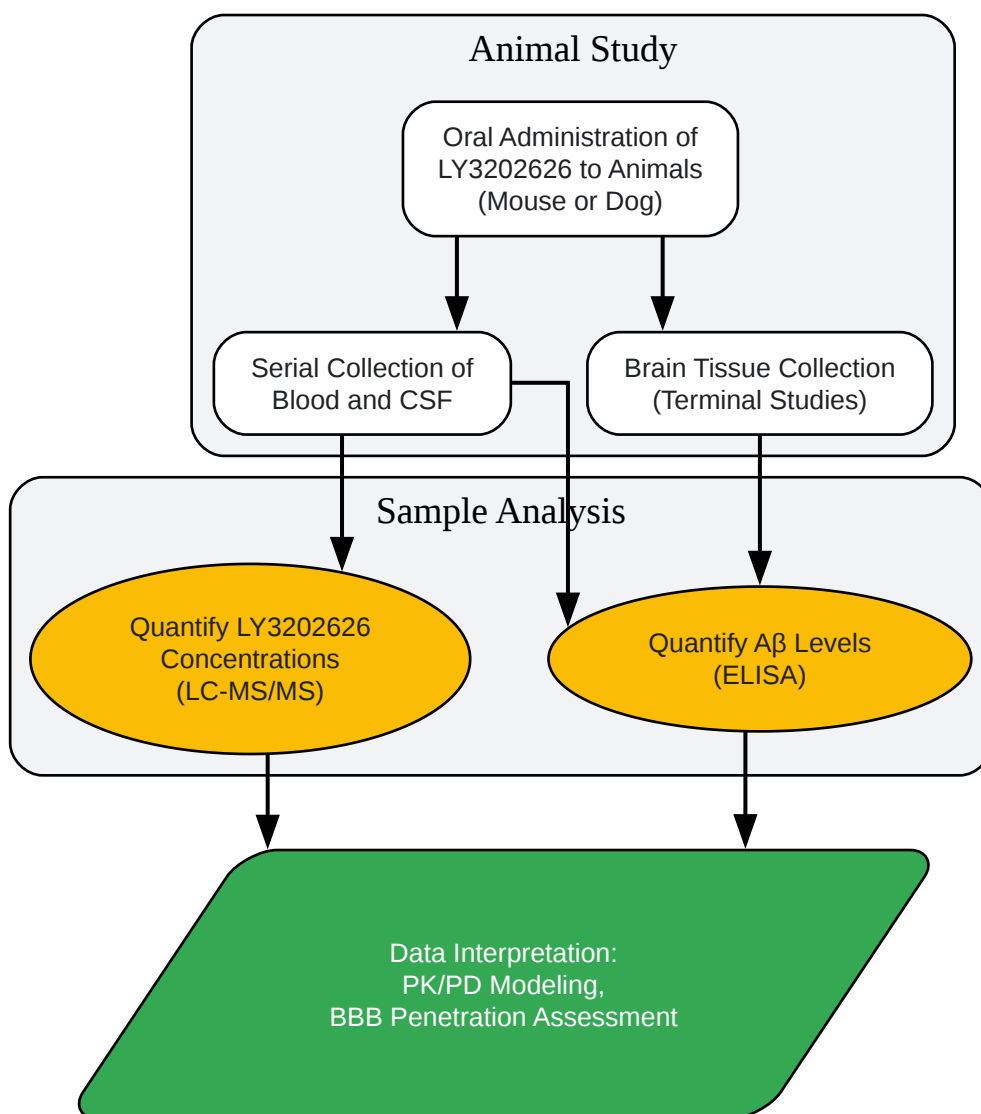 Animal Study
Oral Administration of
LY3202626 to Animals
(Mouse or Dog)
Serial Collection of
Blood and CSF
Brain Tissue Collection
(Terminal Studies)
Sample Analysis
Quantify LY3202626
Concentrations
(LC-MS/MS)
Quantify Aβ Levels
(ELISA)
Data Interpretation:
PK/PD Modeling,
BBB Penetration Assessment